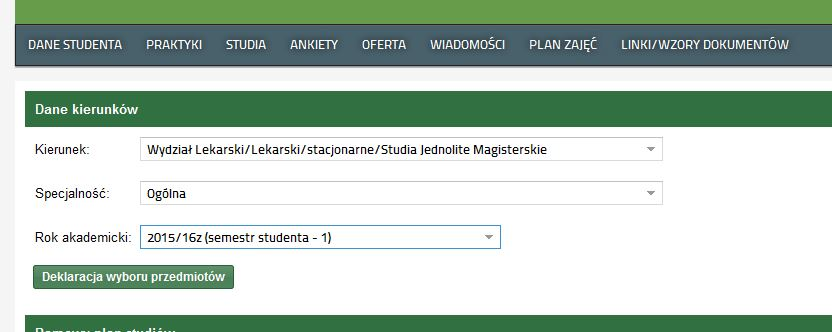 DANE STUDENTA PRAKTYKI STUDIA ANKIETY OFERTA WIADOMOŚCI PLAN ZAJĘĆ LINKI/WZORY DOKUMENTÓW
Dane kierunków
Kierunek: Wydział Lekarski/Lekarski/stacjonarne/Studia Jednolite Magisterskie
Specjalność: Ogólna
Rok akademicki: 2015/16z (semestr studenta - 1)
Deklaracja wyboru przedmiotów